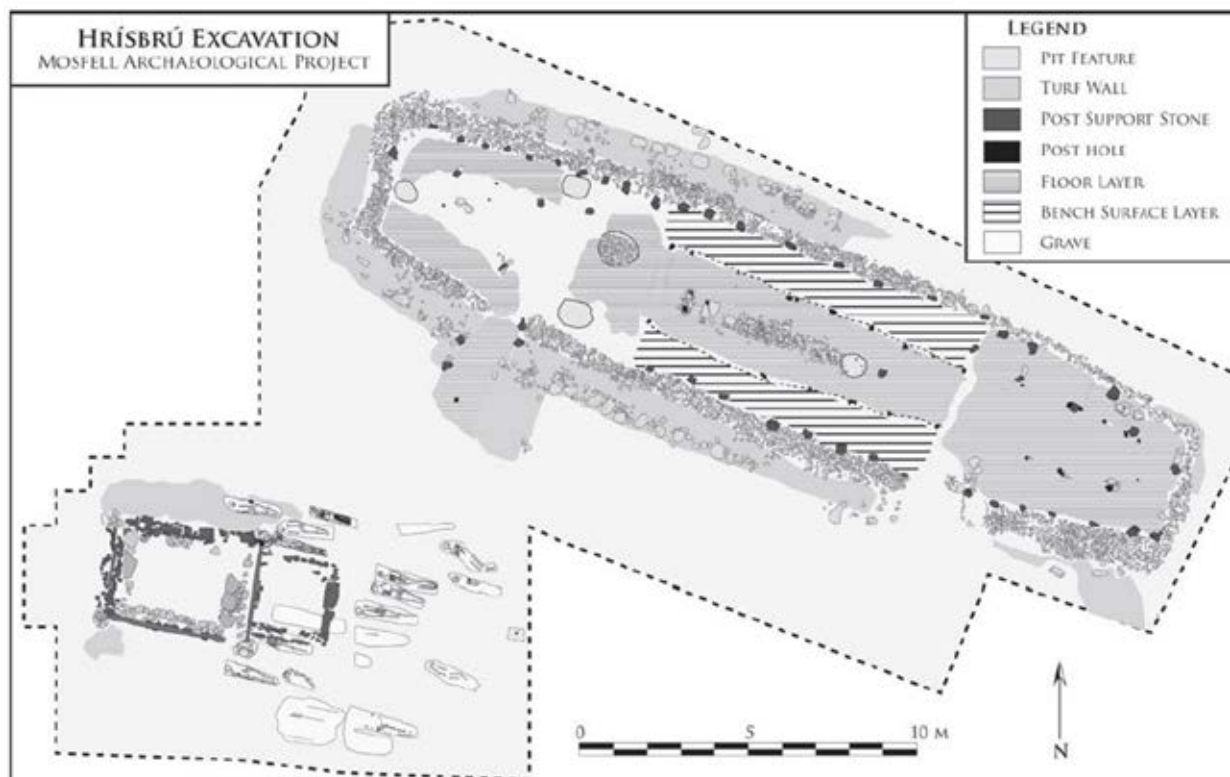 HRÍSBRÚ EXCAVATION
MOSFELL ARCHAEOLOGICAL PROJECT
LEGEND
PIT FEATURE
TURF WALL
POST SUPPORT STONE
POST HOLE
FLOOR LAYER
BENCH SURFACE LAYER
GRAVE
0 5 10 M
N